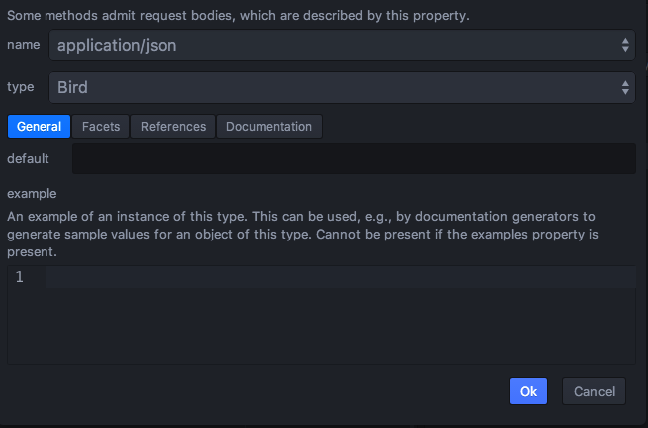 Some methods admit request bodies, which are described by this property.
name application/json
type Bird
General Facets References Documentation
default
example
An example of an instance of this type. This can be used, e.g., by documentation generators to
generate sample values for an object of this type. Cannot be present if the examples property is
present.
1
Ok Cancel